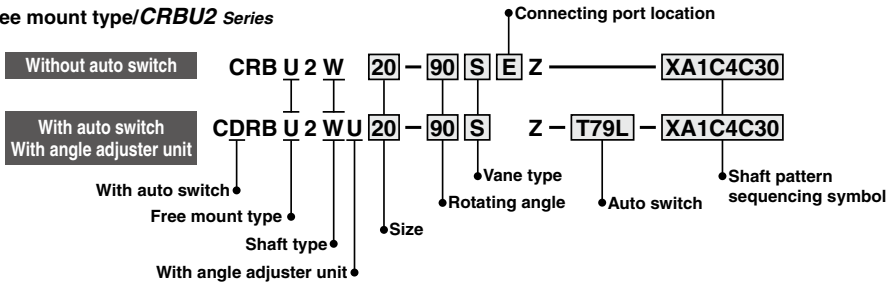 ee mount type/CRBU2 Series
Connecting port location
Without auto switch
CRB U 2 W 20 - 90 S E Z XA1C4C30
With auto switch
With angle adjuster unit
CDRB U 2 W U 20 - 90 S Z - T79L - XA1C4C30
Vane type
Shaft pattern
sequencing symbol
With auto switch
Rotating angle
Auto switch
Free mount type
Size
Shaft type
With angle adjuster unit